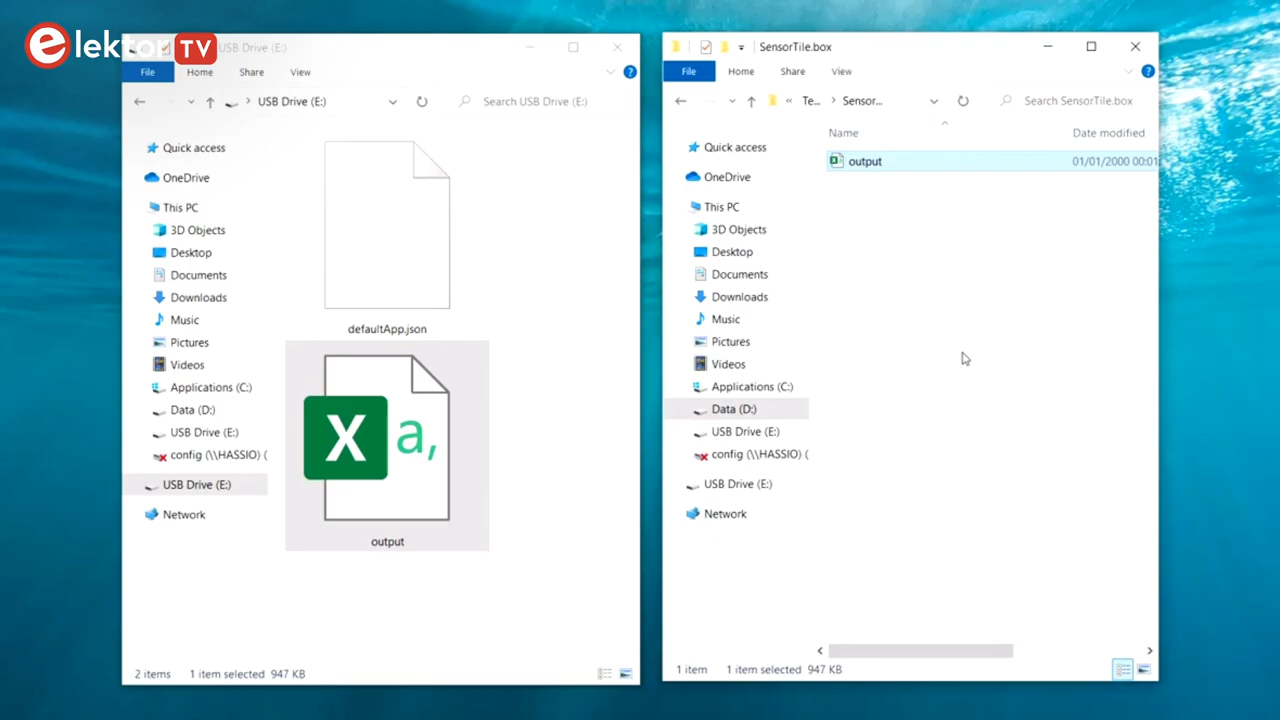 elektor TV
USB Drive (E:)
File Home Share View
USB Drive (E:) Search USB Drive (E:)
Quick access
OneDrive
This PC
3D Objects
Desktop
Documents
Downloads
Music
Pictures
Videos
Applications (C:)
Data (D:)
USB Drive (E:)
config (\\HASSIO) (
USB Drive (E:)
Network
defaultApp.json
X a,
output
2 items 1 item selected 947 KB
SensorTile.box
File Home Share View
« Te... Sensor... Search SensorTile.box
Name Date modified
output 01/01/2000 00:01
Quick access
OneDrive
This PC
3D Objects
Desktop
Documents
Downloads
Music
Pictures
Videos
Applications (C:)
Data (D:)
USB Drive (E:)
config (\\HASSIO) (
USB Drive (E:)
Network
1 item 1 item selected 947 KB